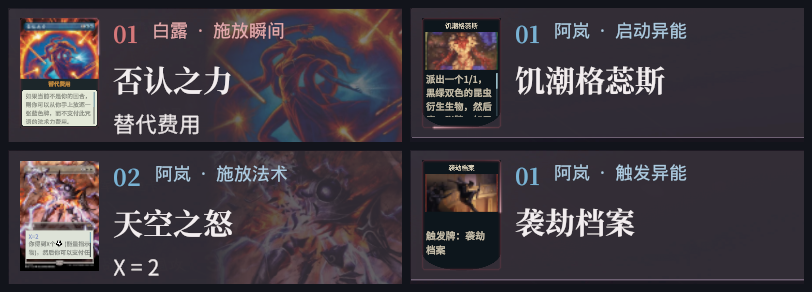 01 白露 · 施放瞬间
否认之力
替代费用
替代费用
01 阿岚 · 启动异能
饥潮格蕊斯
饥潮格蕊斯
派出一个1/1，
黑绿双色的昆虫
衍生生物，然后
02 阿岚 · 施放法术
天空之怒
X = 2
X=2
01 阿岚 · 触发异能
袭劫档案
袭劫档案
触发牌：袭劫
档案